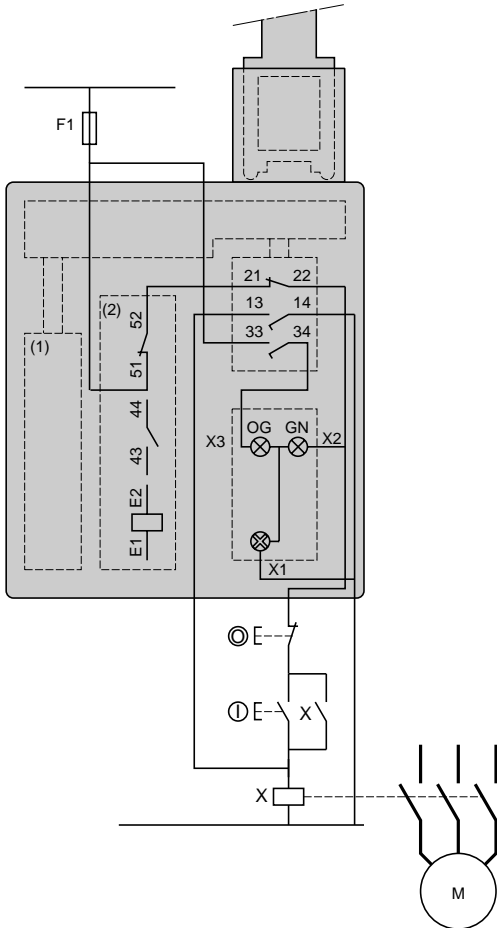 F1
21 22
(2)
52
13 14
(1)
33 34
51
44
OG GN
X3 X2
43
E2
E1
X1
O
I X
X
M